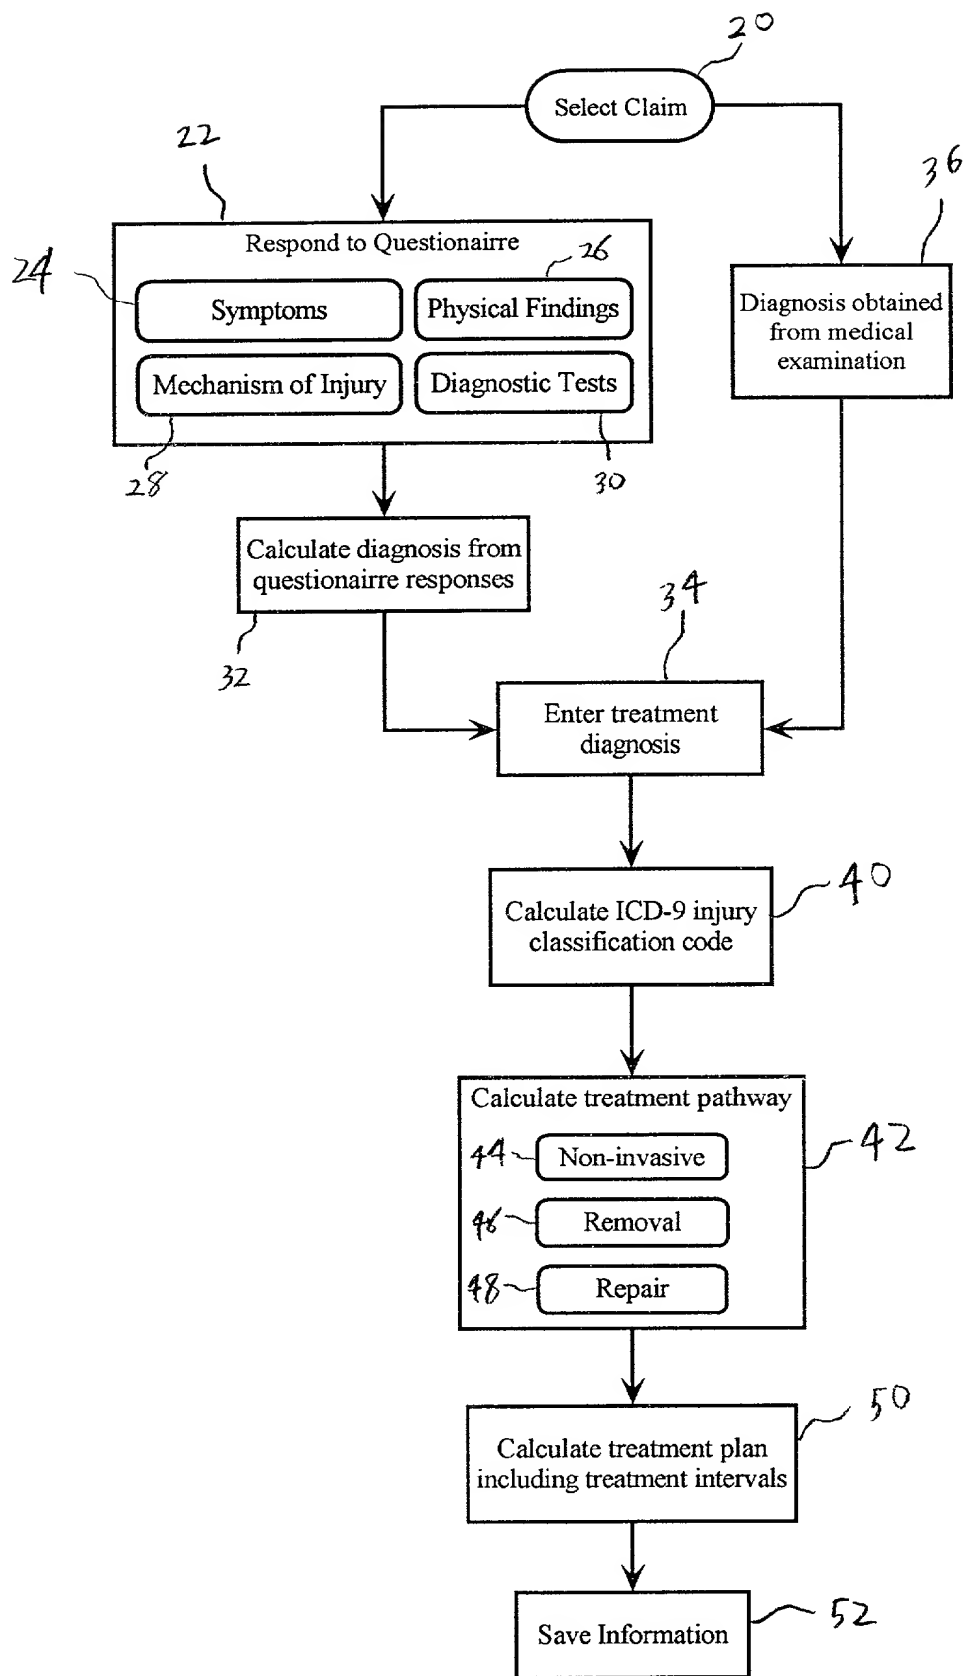 20
Select Claim
22
36
Respond to Questionairre
24
26
Symptoms
Physical Findings
Mechanism of Injury
Diagnostic Tests
28
30
Diagnosis obtained
from medical
examination
Calculate diagnosis from
questionairre responses
32
34
Enter treatment
diagnosis
40
Calculate ICD-9 injury
classification code
Calculate treatment pathway
42
44
Non-invasive
46
Removal
48
Repair
50
Calculate treatment plan
including treatment intervals
52
Save Information